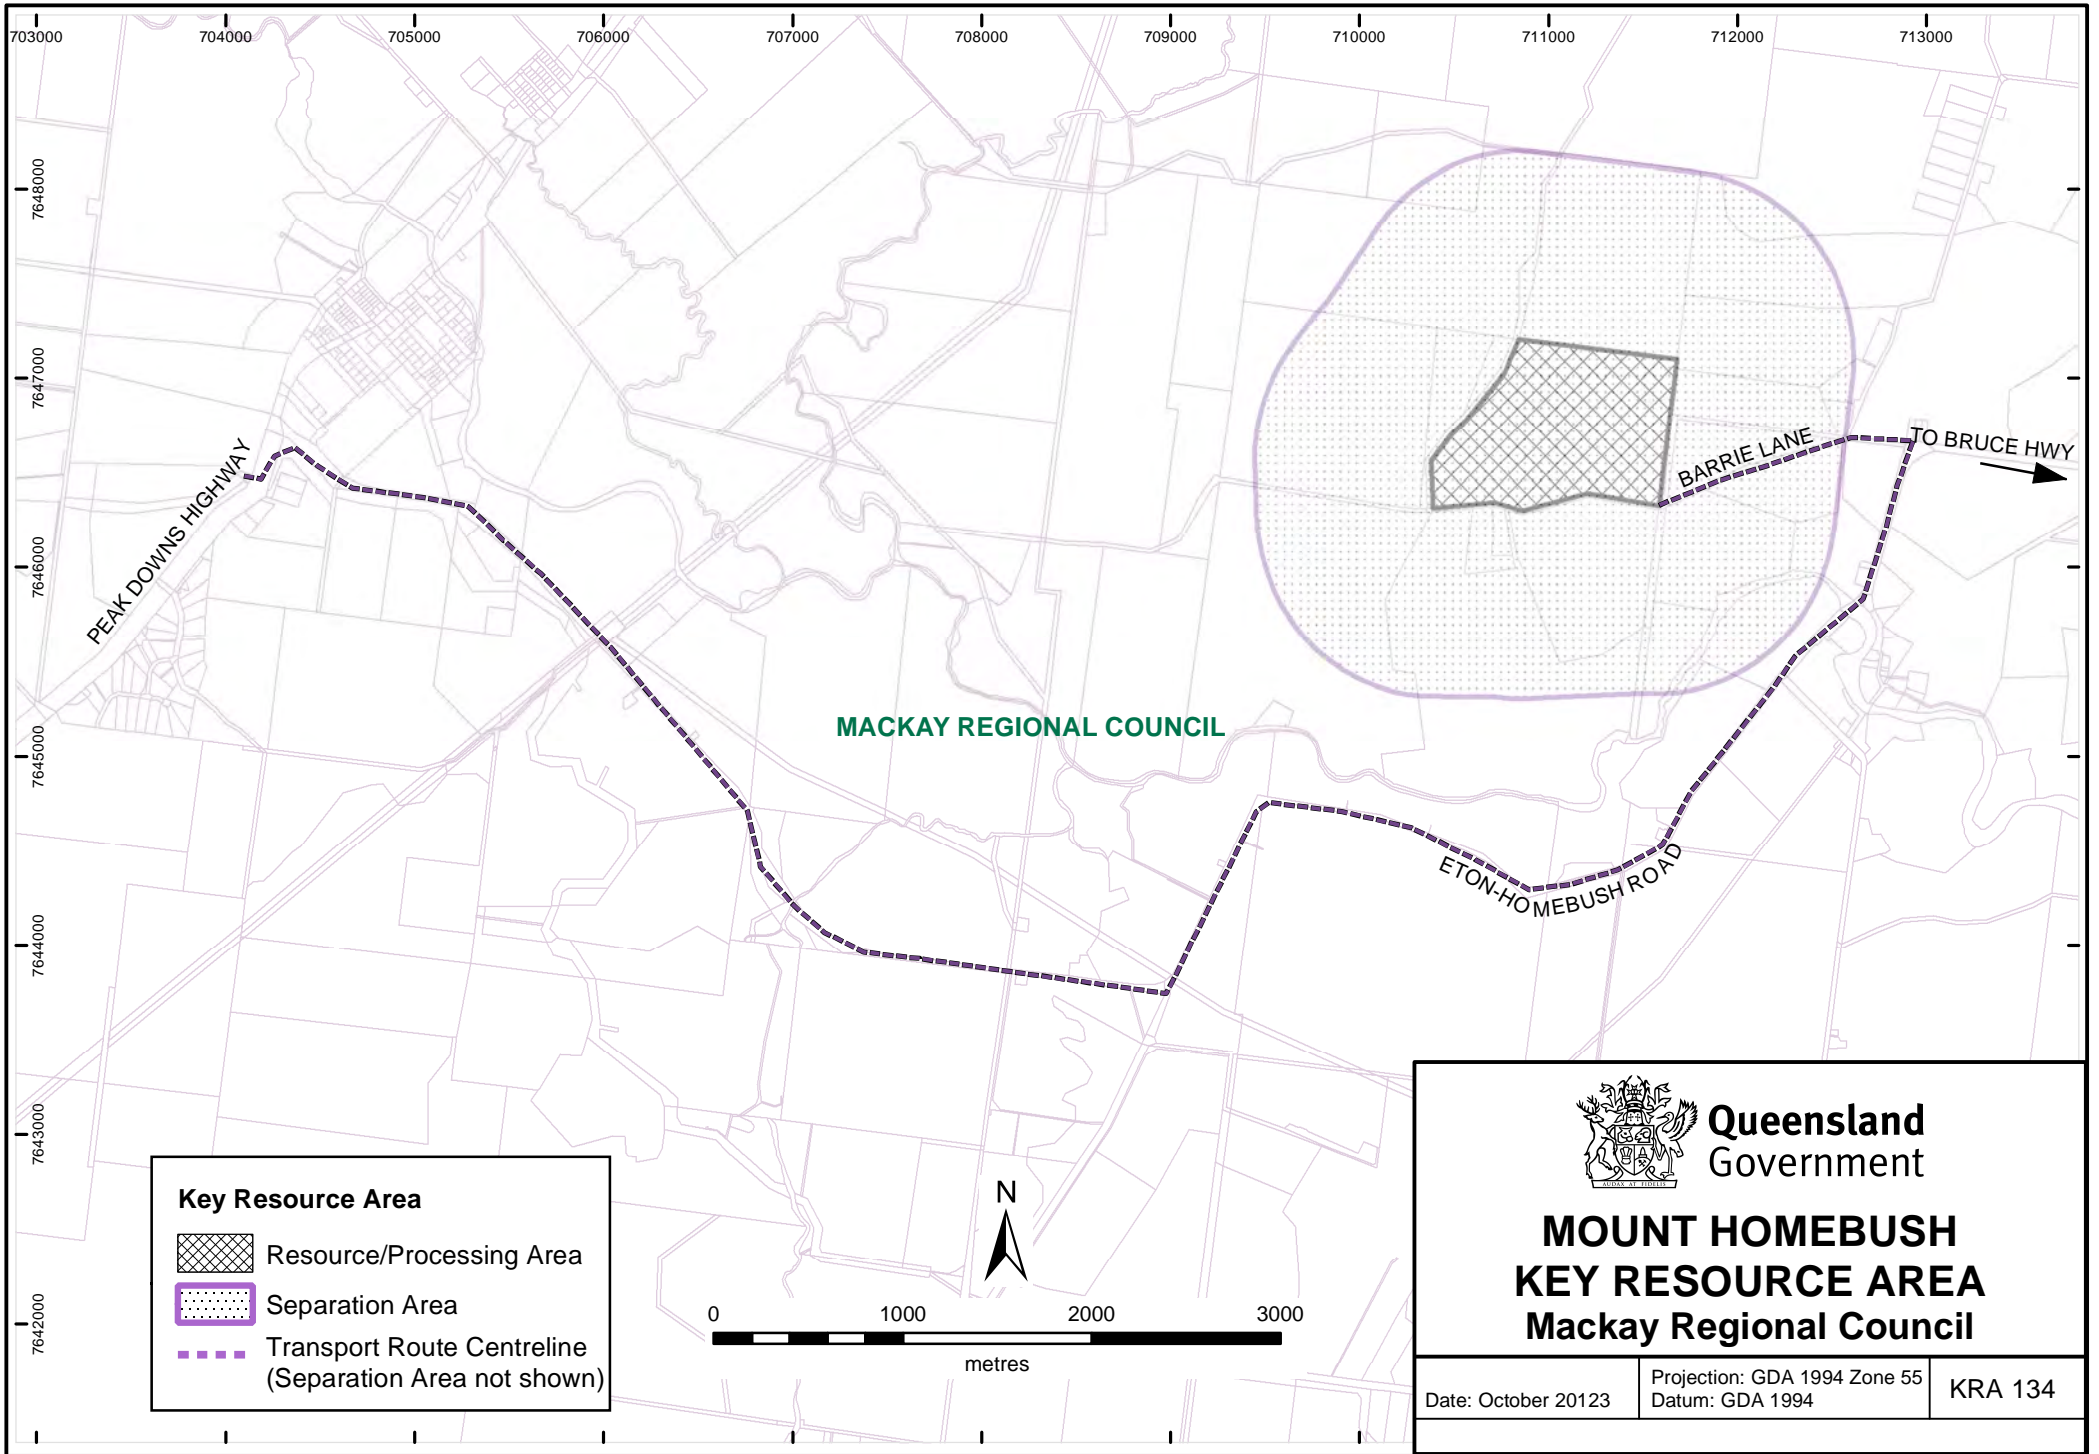 703000
704000
705000
706000
707000
708000
709000
710000
711000
712000
713000
7648000
7647000
7646000
7645000
7644000
7643000
7642000
PEAK DOWNS HIGHWAY
BARRIE LANE
TO BRUCE HWY
MACKAY REGIONAL COUNCIL
ETON-HOMEBUSH ROAD
Key Resource Area
Resource/Processing Area
Separation Area
Transport Route Centreline
(Separation Area not shown)
N
0
1000
2000
3000
metres
AUDAX AT FIDELIS
Queensland
Government
MOUNT HOMEBUSH
KEY RESOURCE AREA
Mackay Regional Council
Date: October 20123
Projection: GDA 1994 Zone 55
Datum: GDA 1994
KRA 134